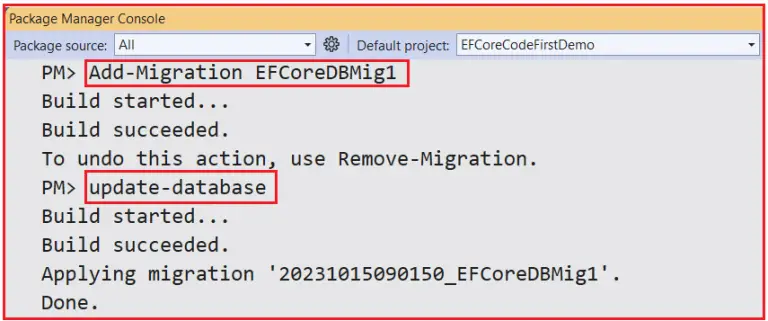 Package Manager Console
Package source: All Default project: EFCoreCodeFirstDemo
PM> Add-Migration EFCoreDBMig1
Build started...
Build succeeded.
To undo this action, use Remove-Migration.
PM> update-database
Build started...
Build succeeded.
Applying migration '20231015090150_EFCoreDBMig1'.
Done.